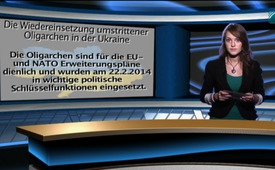 Die Wiedereinsetzung umstrittener
Oligarchen in der Ukraine
Die Oligarchen sind für die EU-
und NATO Erweiterungspläne
dienlich und wurden am 22.2.2014
in wichtige politische
Schlüsselfunktionen eingesetzt.